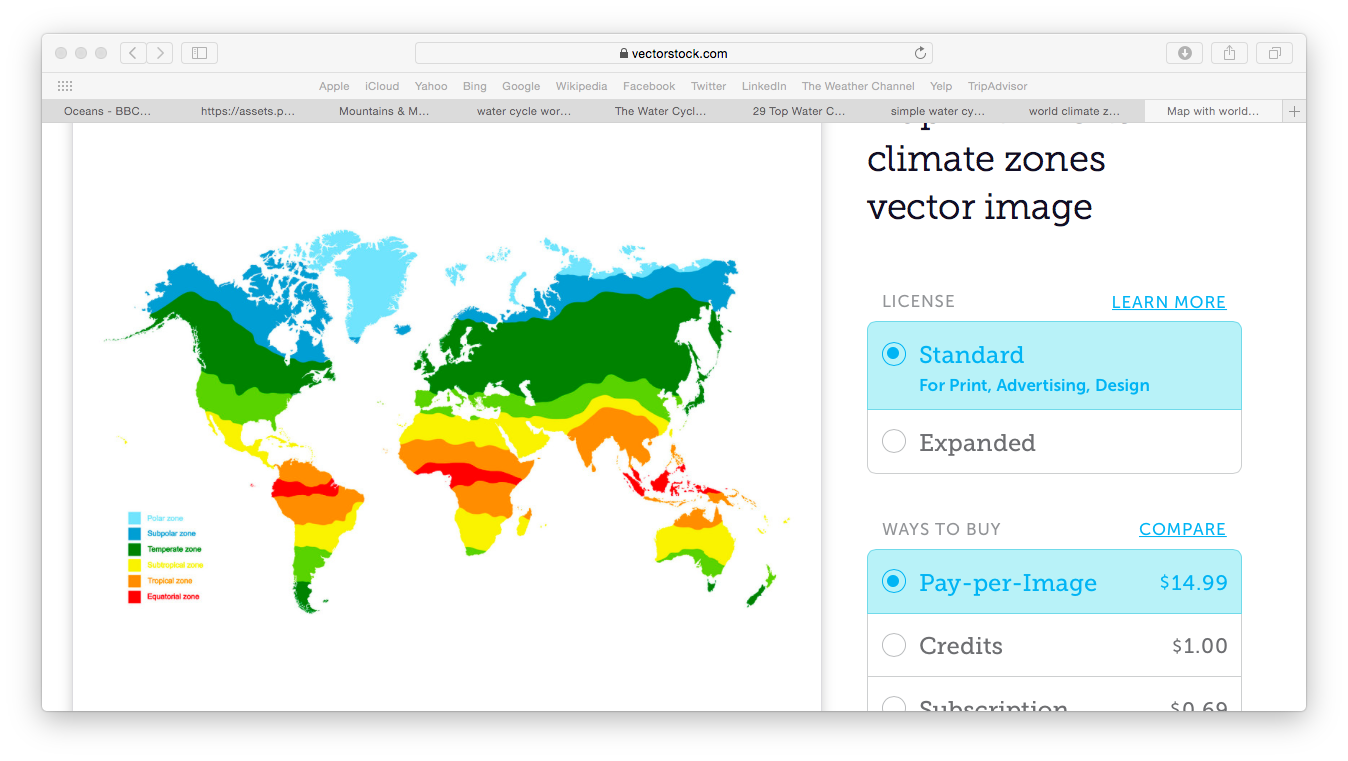 vectorstock.com
Apple iCloud Yahoo Bing Google Wikipedia Facebook Twitter LinkedIn The Weather Channel Yelp TripAdvisor
Oceans - BBC... https://assets.p... Mountains & M... water cycle wor... The Water Cycl... 29 Top Water C... simple water cy... world climate z... Map with world...
climate zones
vector image
LICENSE LEARN MORE
Standard
For Print, Advertising, Design
Expanded
WAYS TO BUY COMPARE
Pay-per-Image $14.99
Credits $1.00
Subscription $0.69
Polar zone
Subpolar zone
Temperate zone
Subtropical zone
Tropical zone
Equatorial zone